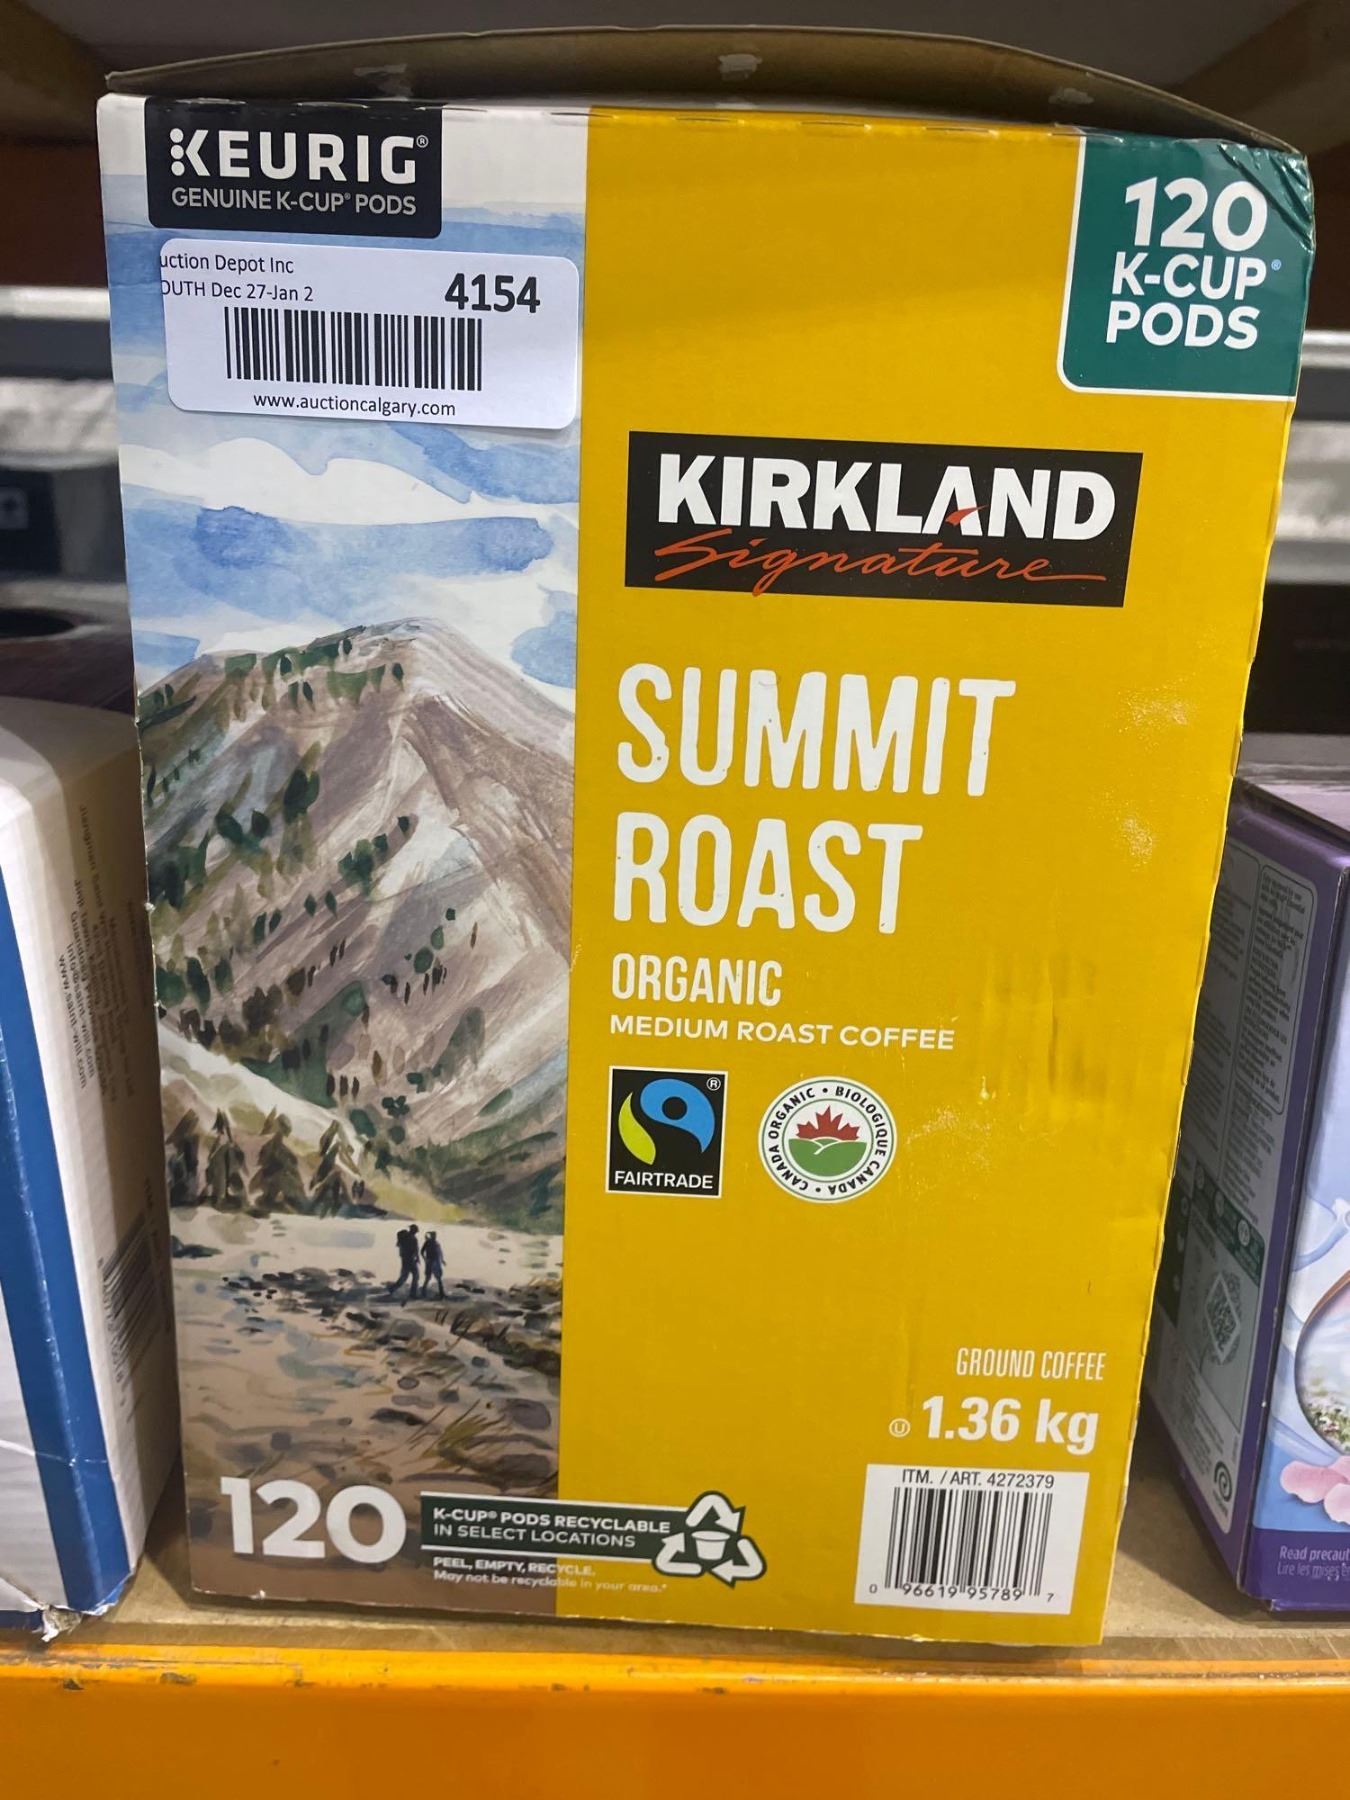 KEURIG®
GENUINE K-CUP® PODS
uction Depot Inc
OUTH Dec 27-Jan 2
4154
www.auctioncalgary.com
120
K-CUP®
PODS
KIRKLAND
Signature
SUMMIT
ROAST
ORGANIC
MEDIUM ROAST COFFEE
FAIRTRADE
®
CANADA ORGANIC • BIOLOGIQUE CANADA •
GROUND COFFEE
U 1.36 kg
ITM. / ART. 4272379
0 96619 95789 7
120
K-CUP® PODS RECYCLABLE
IN SELECT LOCATIONS
PEEL, EMPTY, RECYCLE.
May not be recyclable in your area.*
Read precaut
Lire les mises e